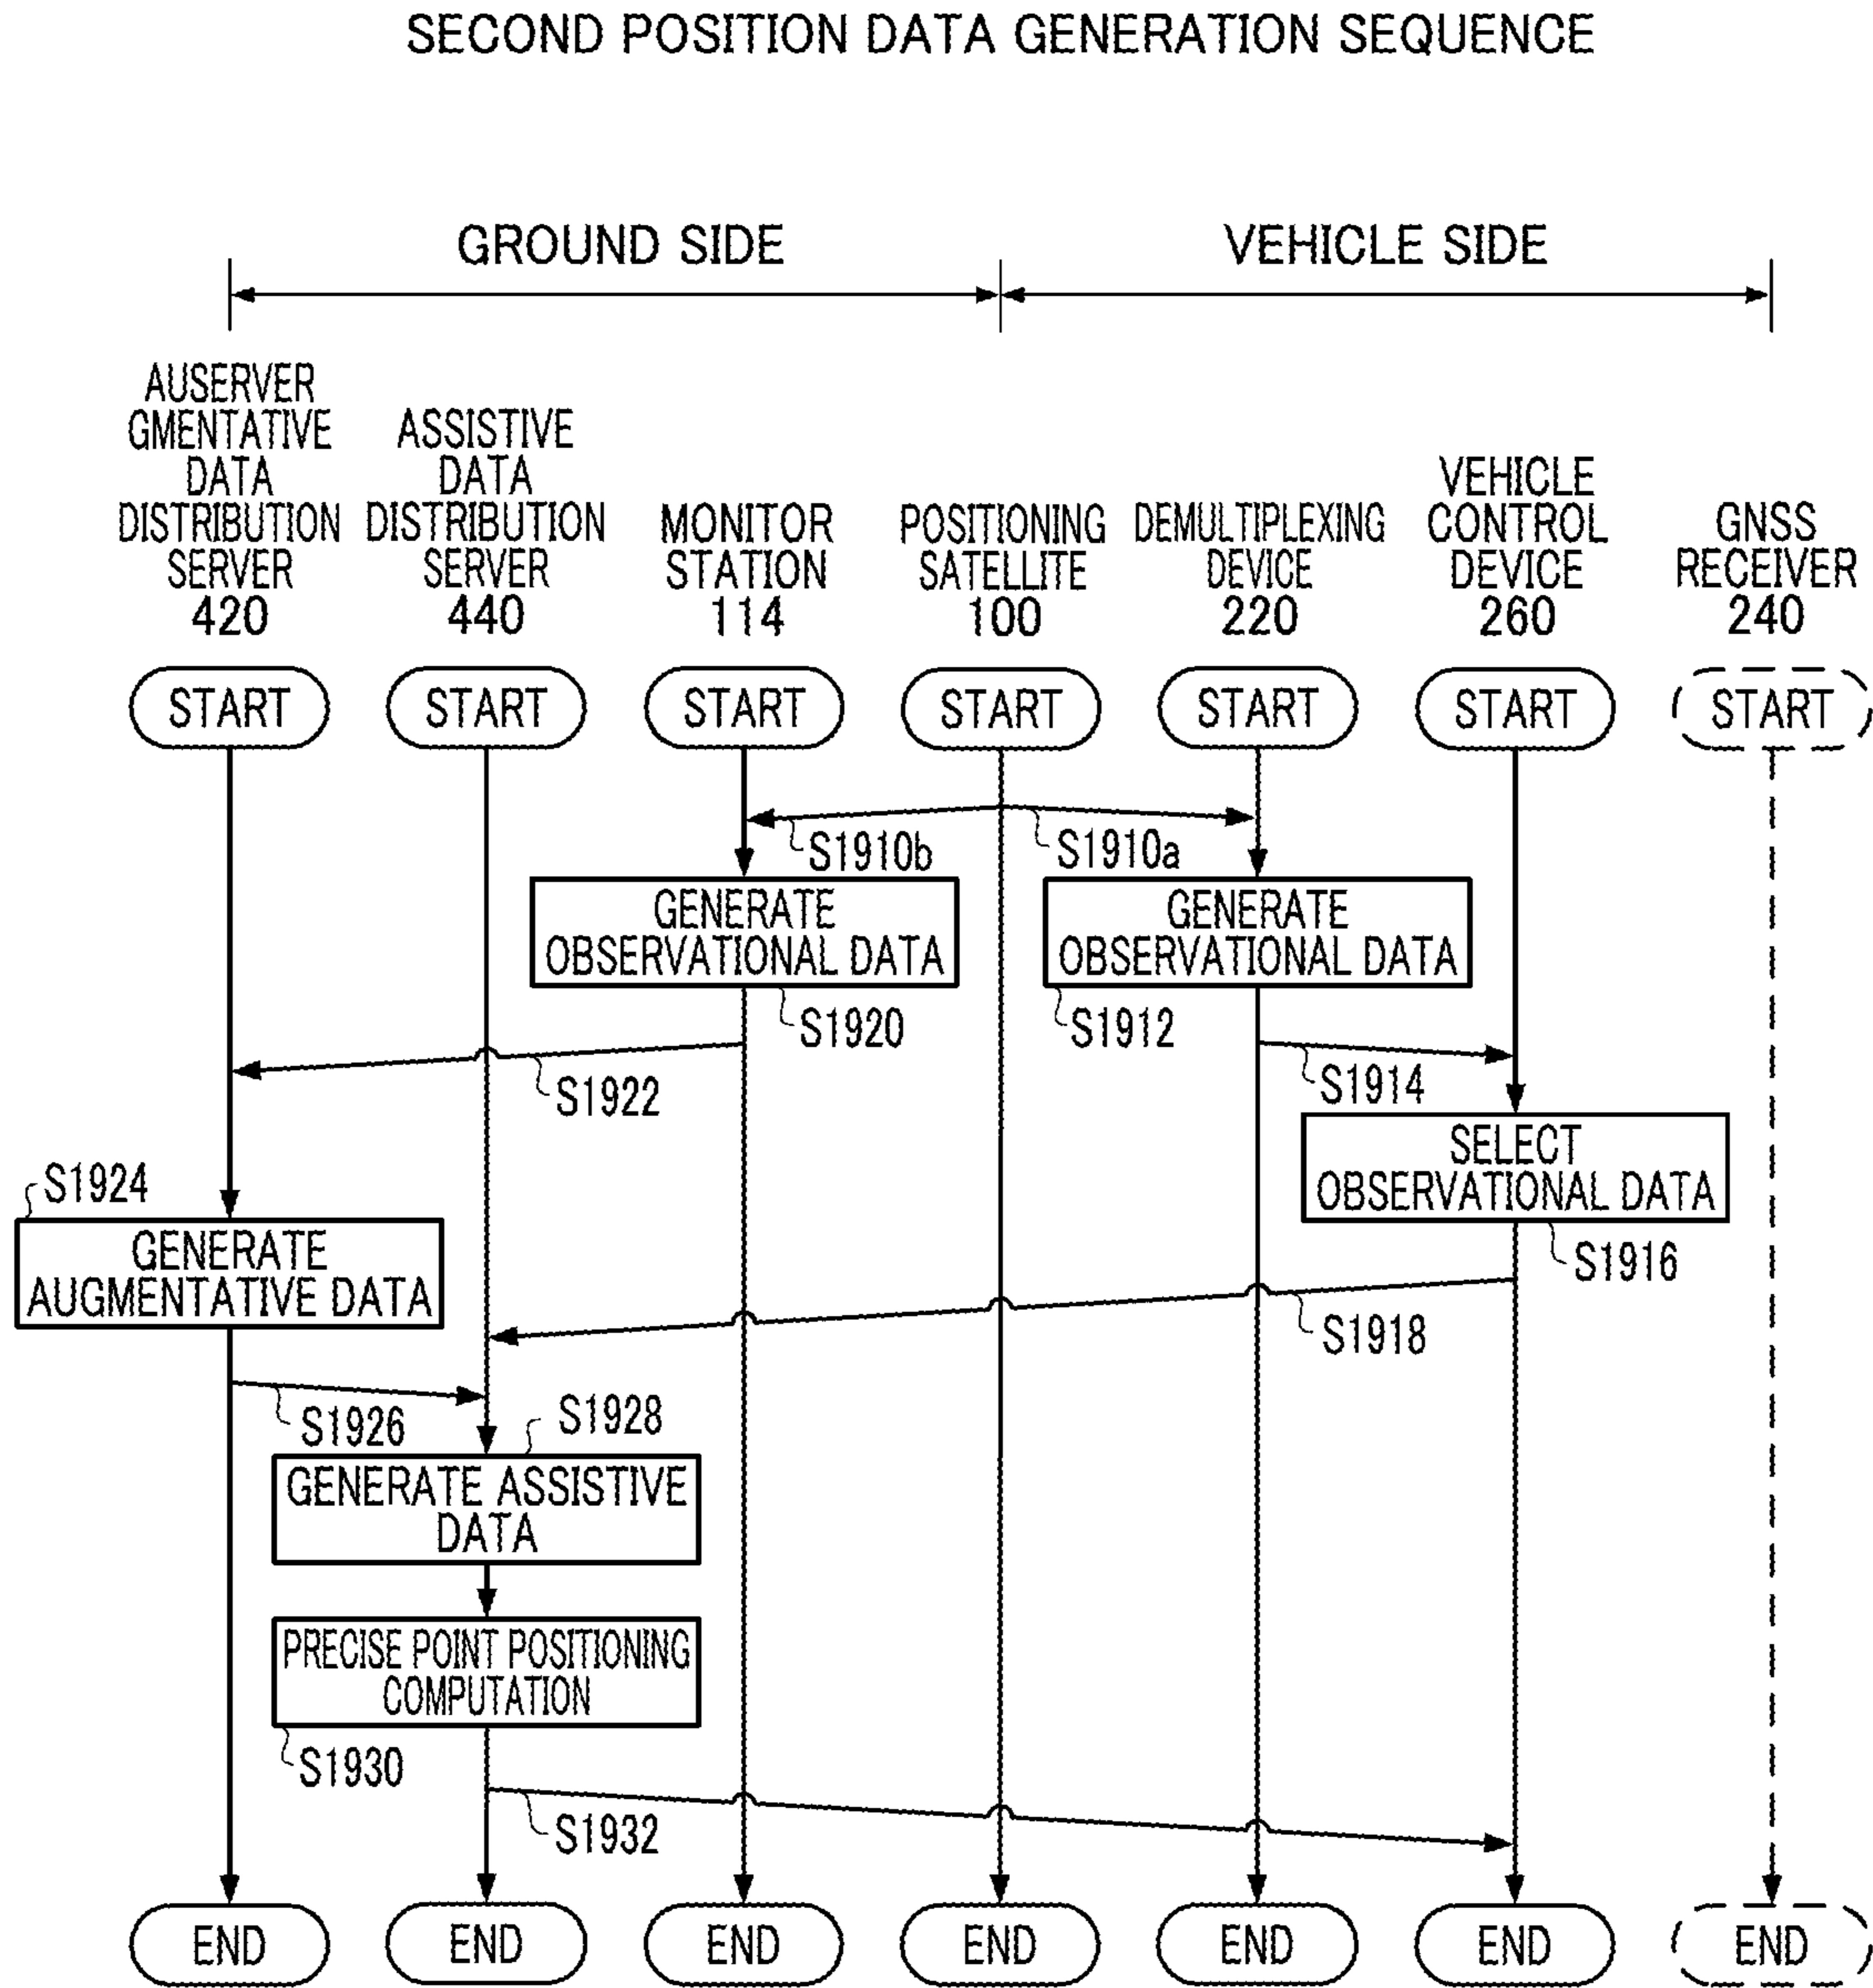 SECOND POSITION DATA GENERATION SEQUENCE
GROUND SIDE
VEHICLE SIDE
AUSERVER
GMENTATIVE
DATA
DISTRIBUTION
SERVER
420
ASSISTIVE
DATA
DISTRIBUTION
SERVER
440
MONITOR
STATION
114
POSITIONING
SATELLITE
100
DEMULTIPLEXING
DEVICE
220
VEHICLE
CONTROL
DEVICE
260
GNSS
RECEIVER
240
START
START
START
START
START
START
START
S1910b
S1910a
GENERATE
OBSERVATIONAL DATA
GENERATE
OBSERVATIONAL DATA
S1920
S1912
S1922
S1914
SELECT
OBSERVATIONAL DATA
S1924
S1916
GENERATE
AUGMENTATIVE DATA
S1918
S1926
S1928
GENERATE ASSISTIVE
DATA
PRECISE POINT POSITIONING
COMPUTATION
S1930
S1932
END
END
END
END
END
END
END